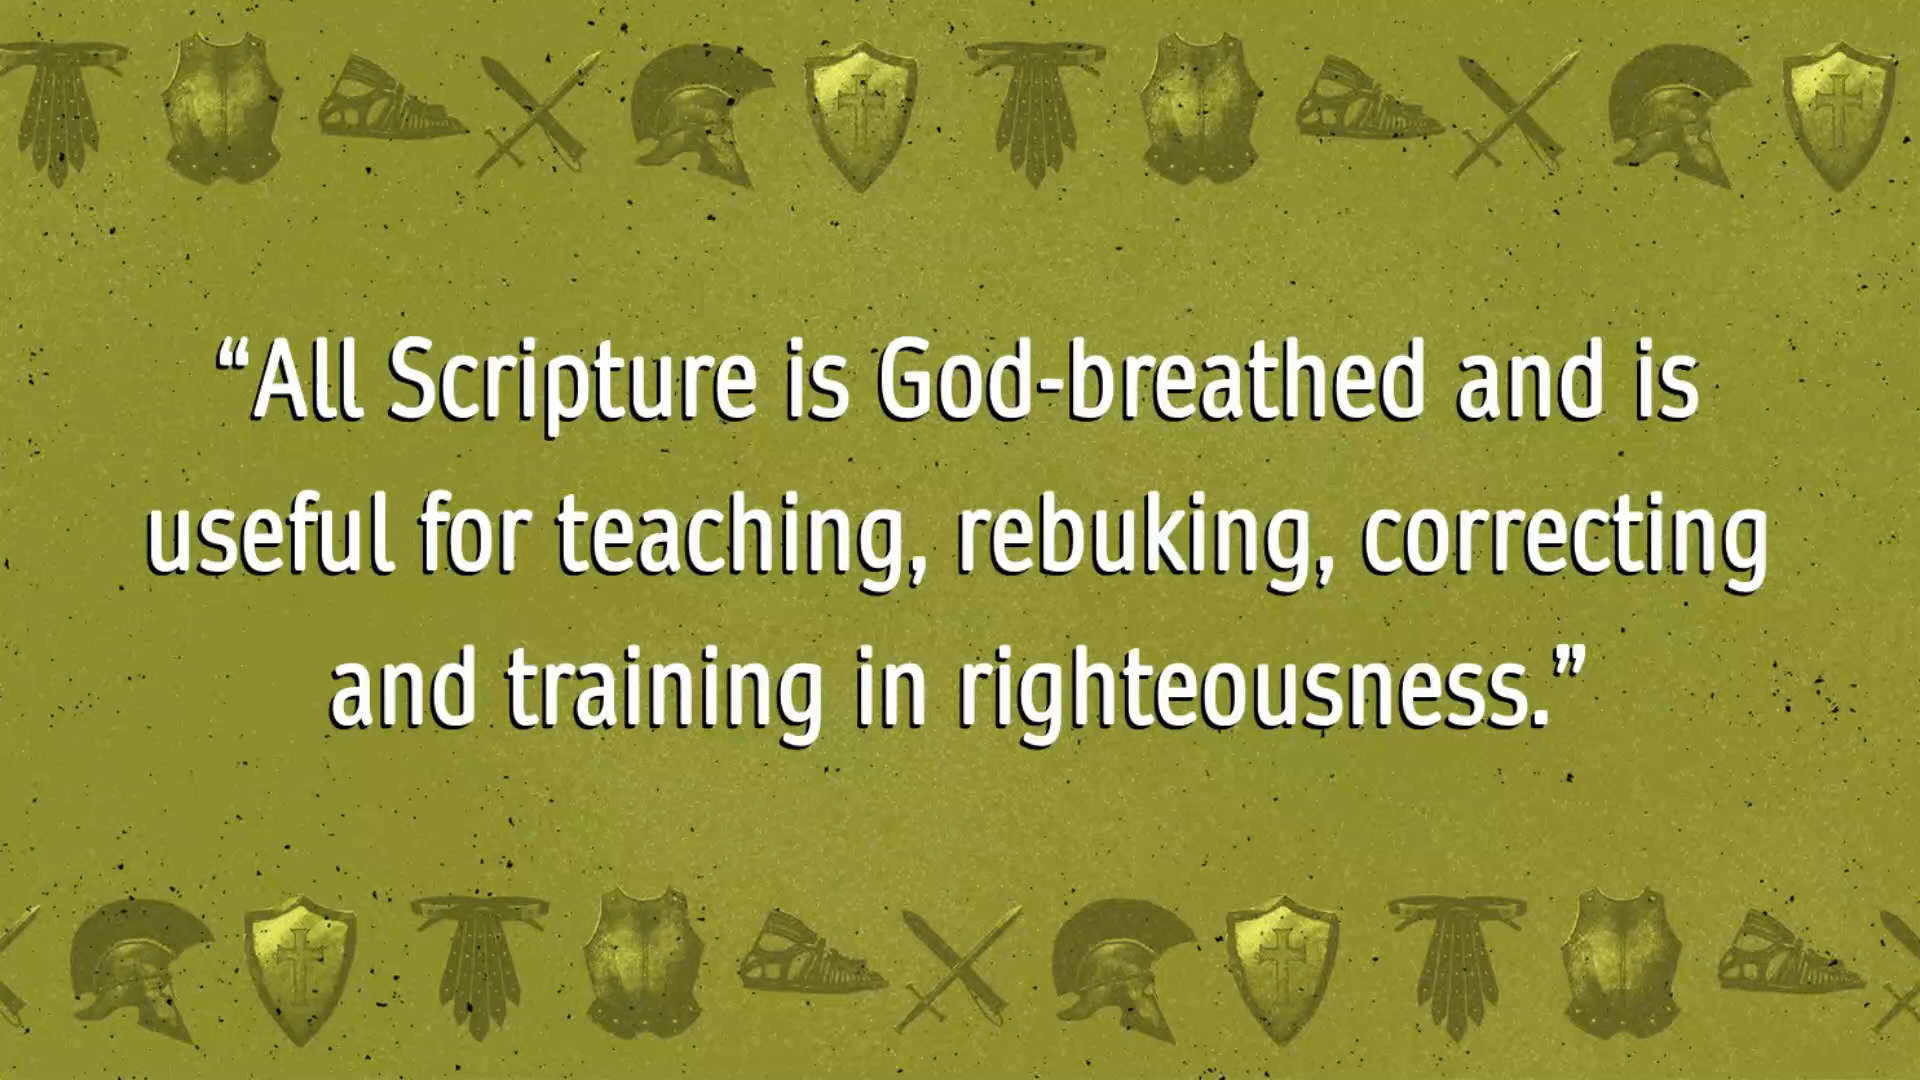 “All Scripture is God-breathed and is
useful for teaching, rebuking, correcting
and training in righteousness.”